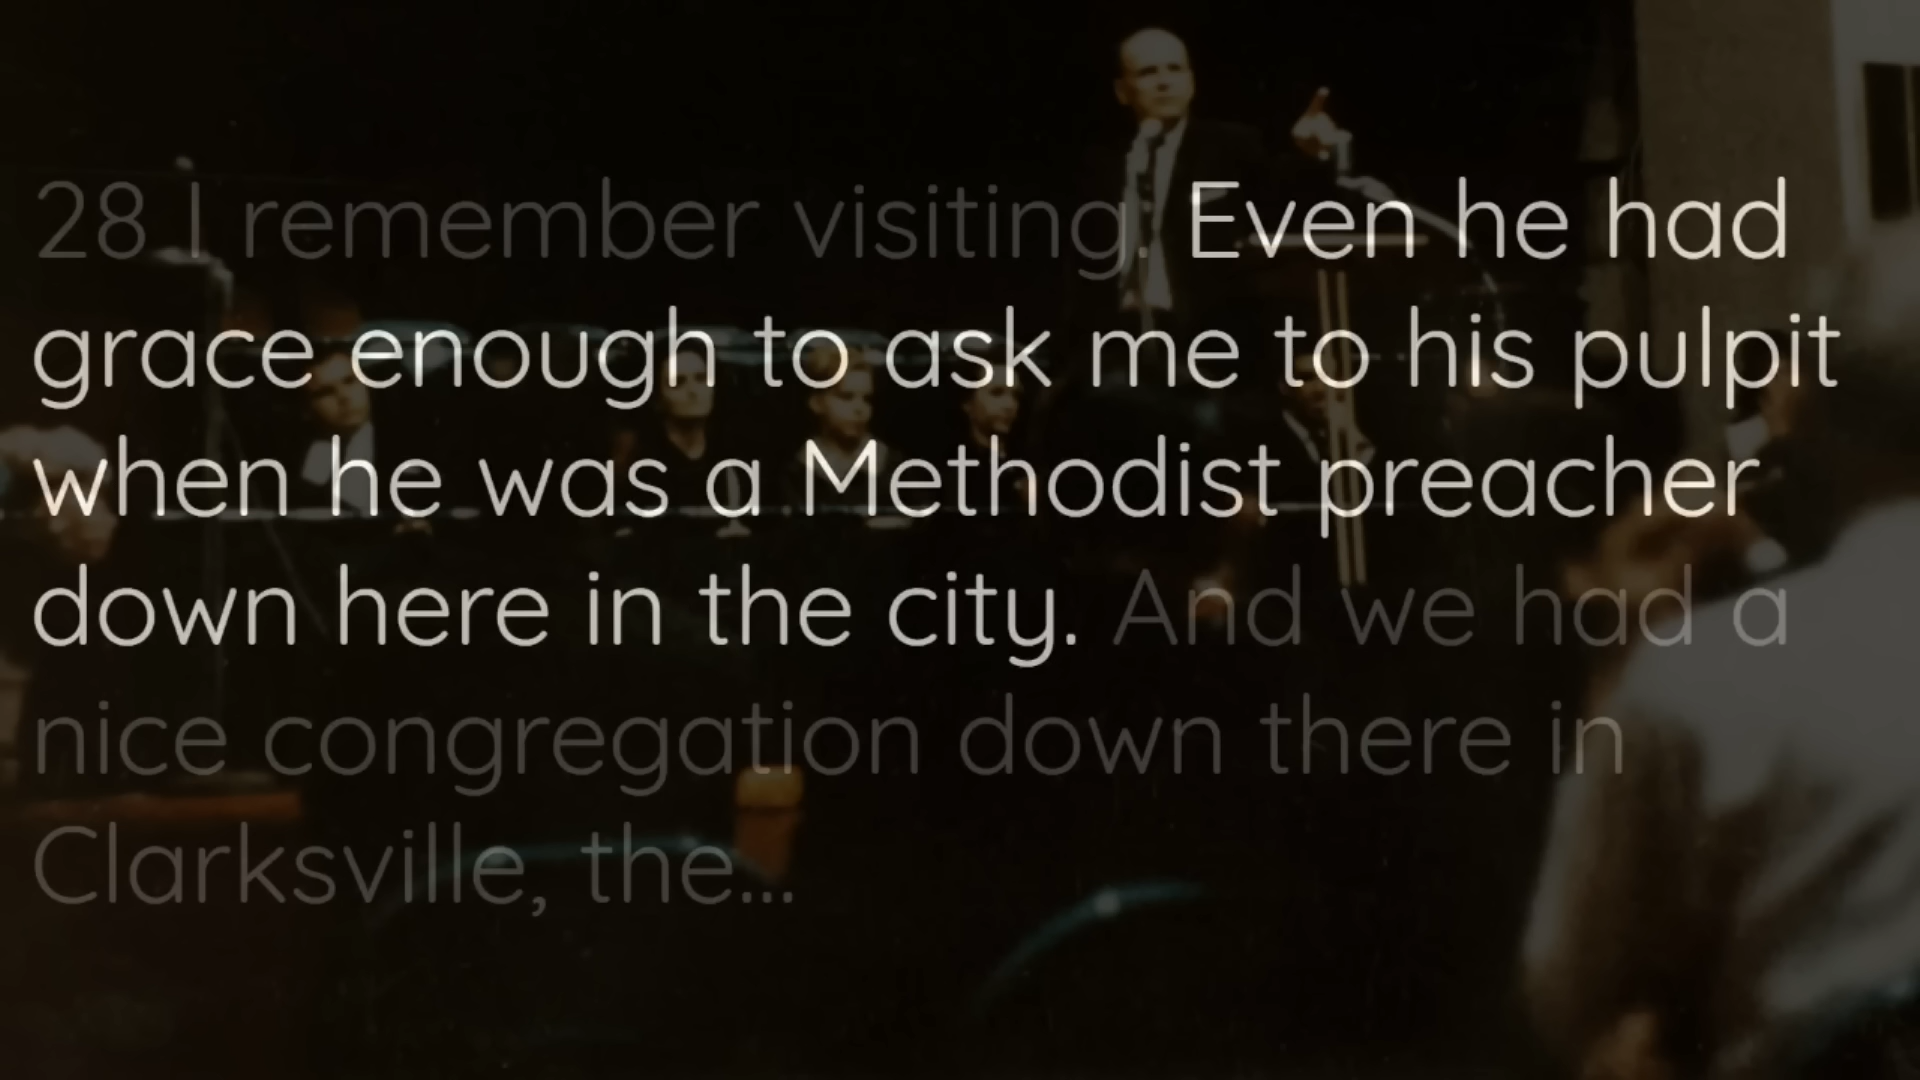 28 I remember visiting. Even he had
grace enough to ask me to his pulpit
when he was a Methodist preacher
down here in the city. And we had a
nice congregation down there in
Clarksville, the...